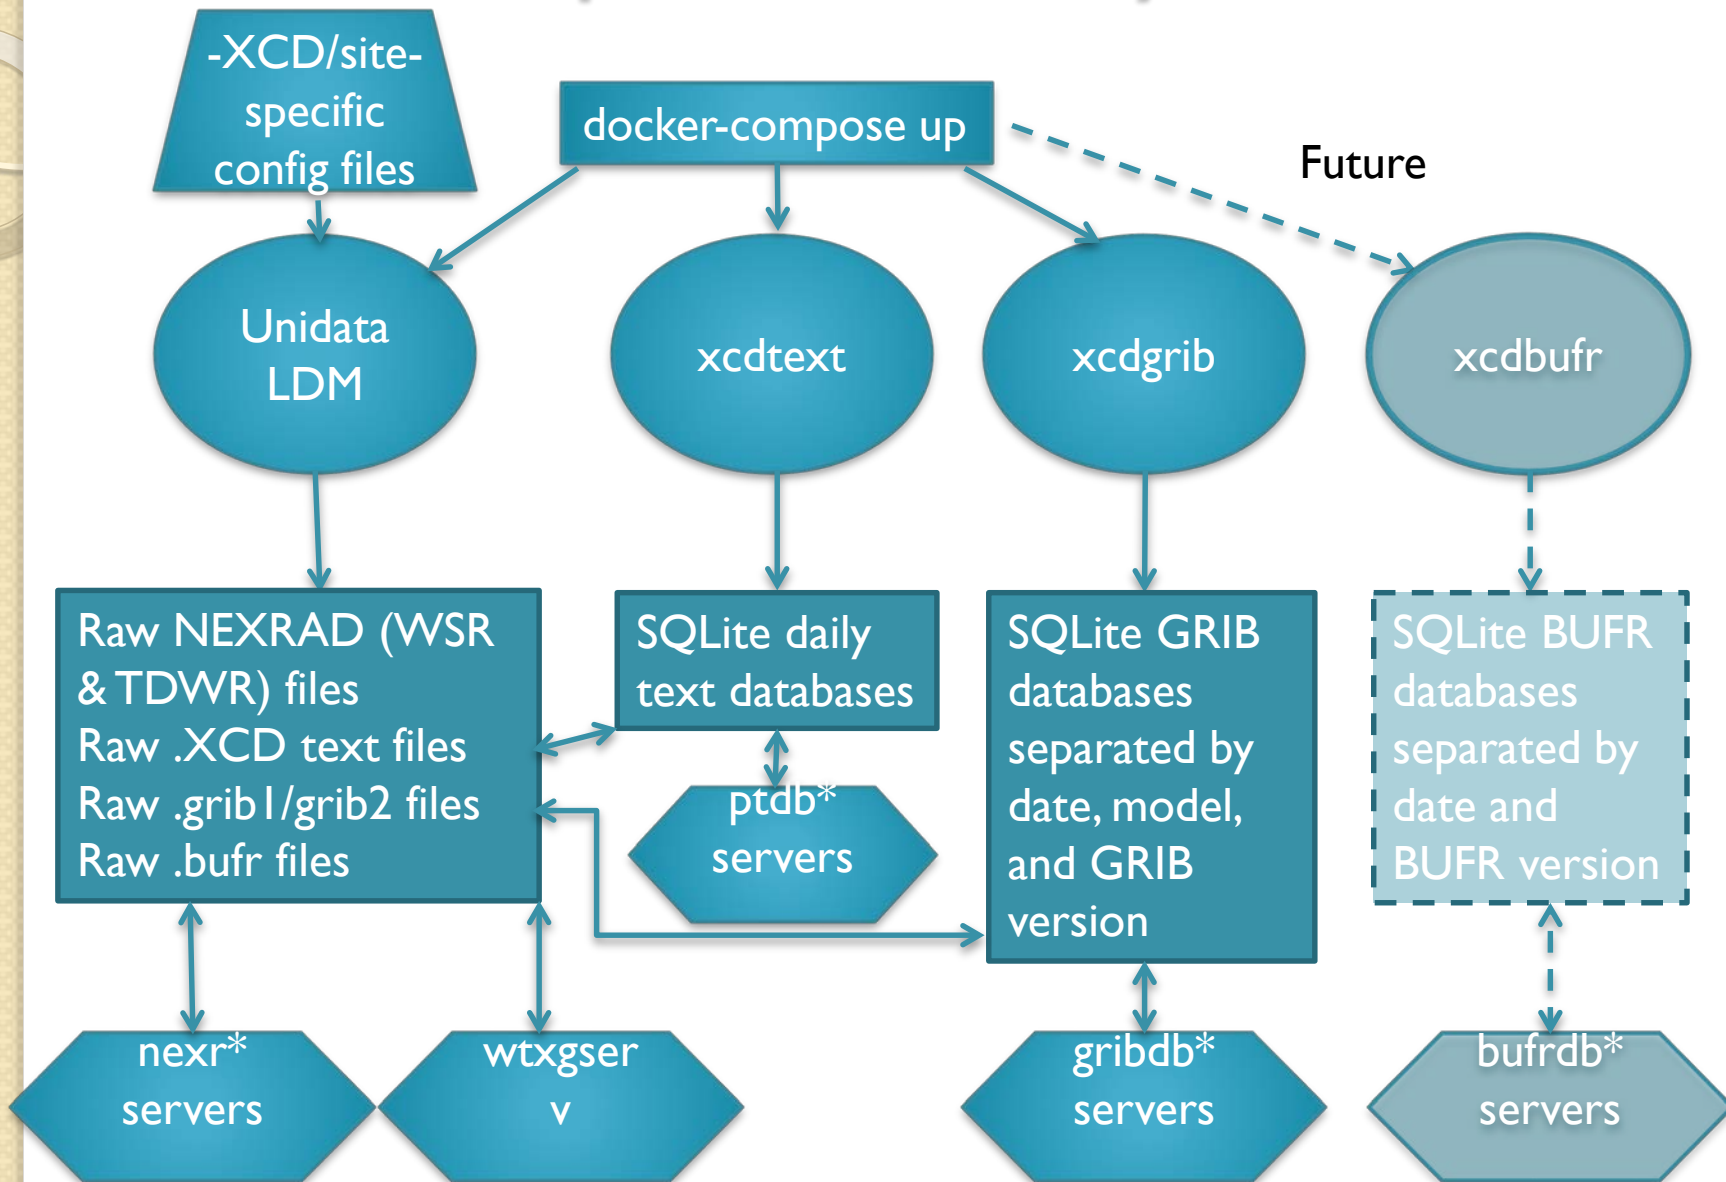 -XCD/site-
specific
config files
docker-compose up
Future
Unidata
LDM
xcdtext
xcdgrib
xcdbufr
Raw NEXRAD (WSR
& TDWR) files
Raw .XCD text files
Raw .grib1/grib2 files
Raw .bufr files
SQLite daily
text databases
SQLite GRIB
databases
separated by
date, model,
and GRIB
version
SQLite BUFR
databases
separated by
date and
BUFR version
ptdb*
servers
nexr*
servers
wtxgser
v
gribdb*
servers
bufrdb*
servers